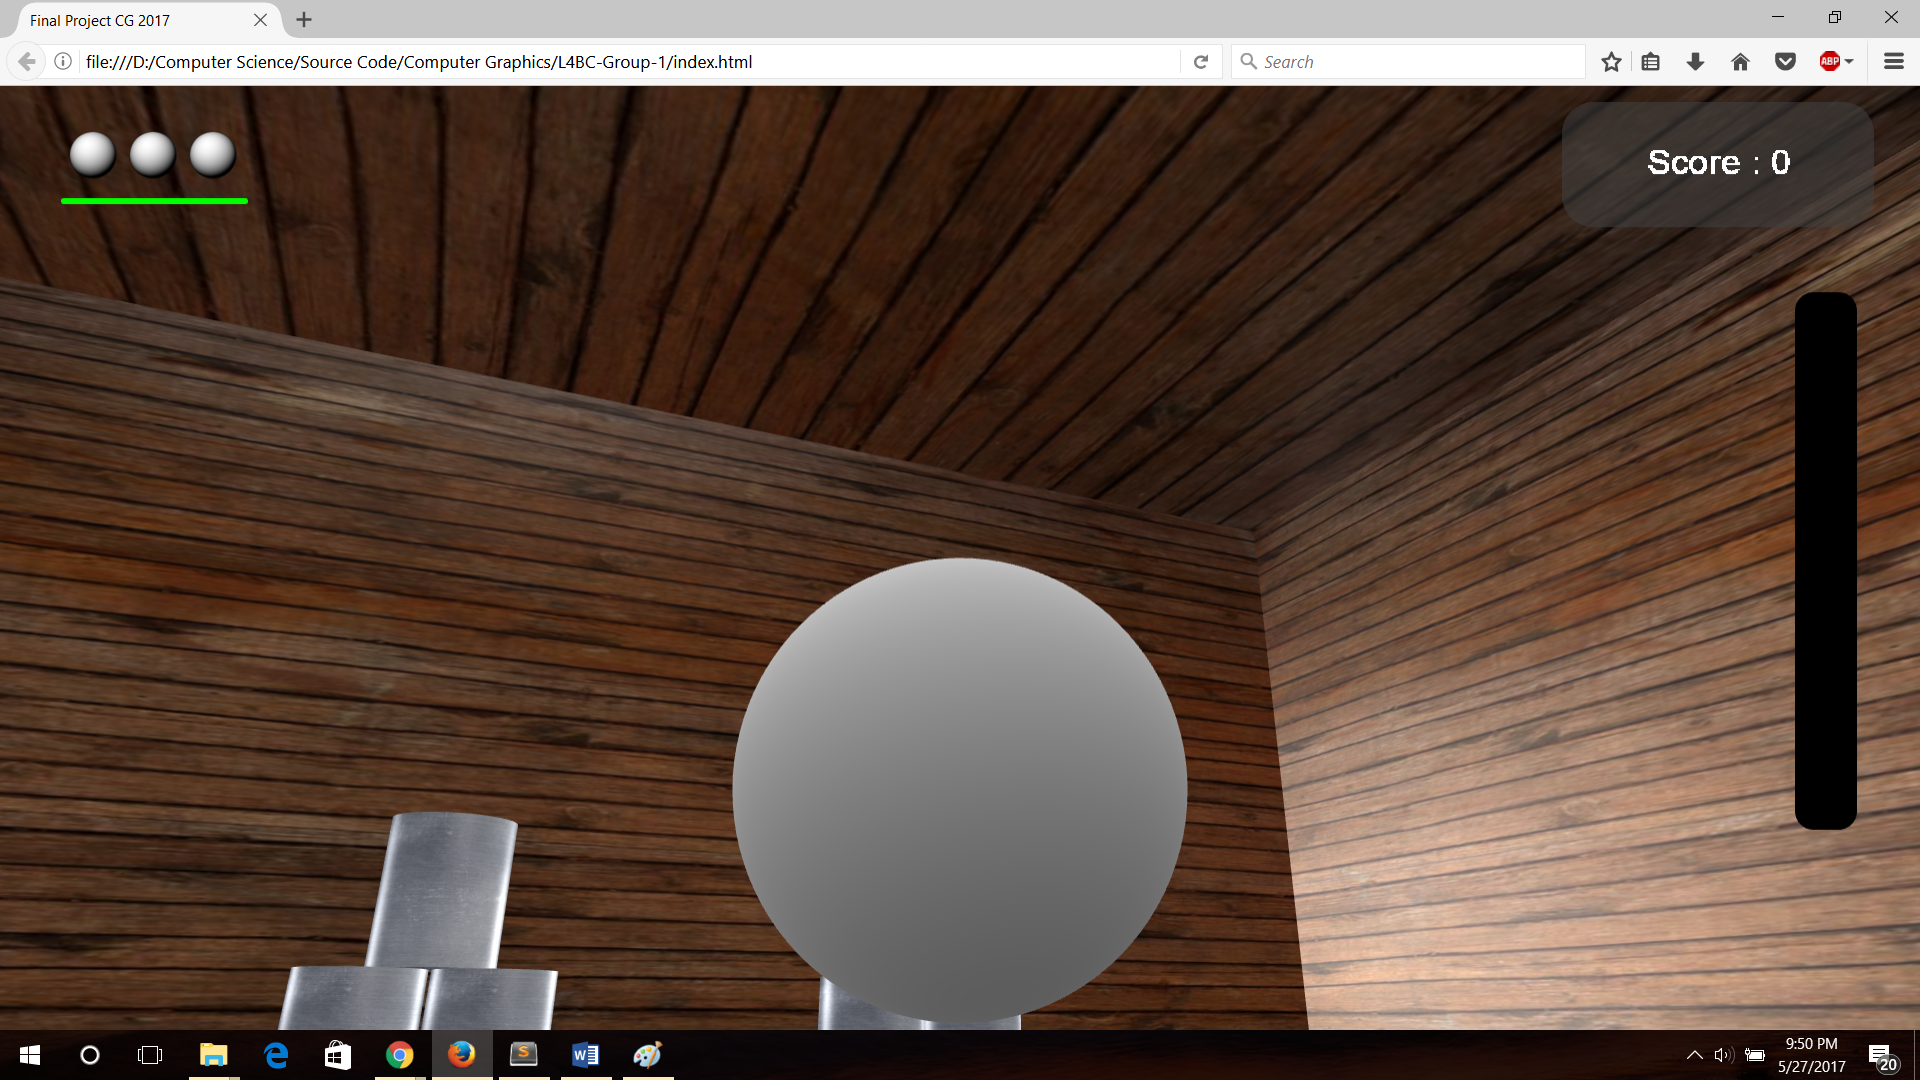 Final Project CG 2017
file:///D:/Computer Science/Source Code/Computer Graphics/L4BC-Group-1/index.html
Search
ABP
Score : 0
S
W
9:50 PM
5/27/2017
20